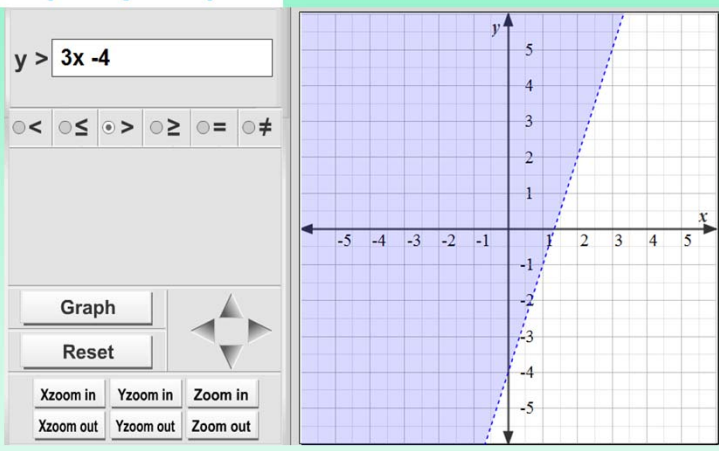 y > 3x -4
< ≤ > ≥ = ≠
Graph
Reset
Xzoom in Yzoom in Zoom in
Xzoom out Yzoom out Zoom out
y
5
4
3
2
1
x
-5 -4 -3 -2 -1 1 2 3 4 5
-1
-2
-3
-4
-5